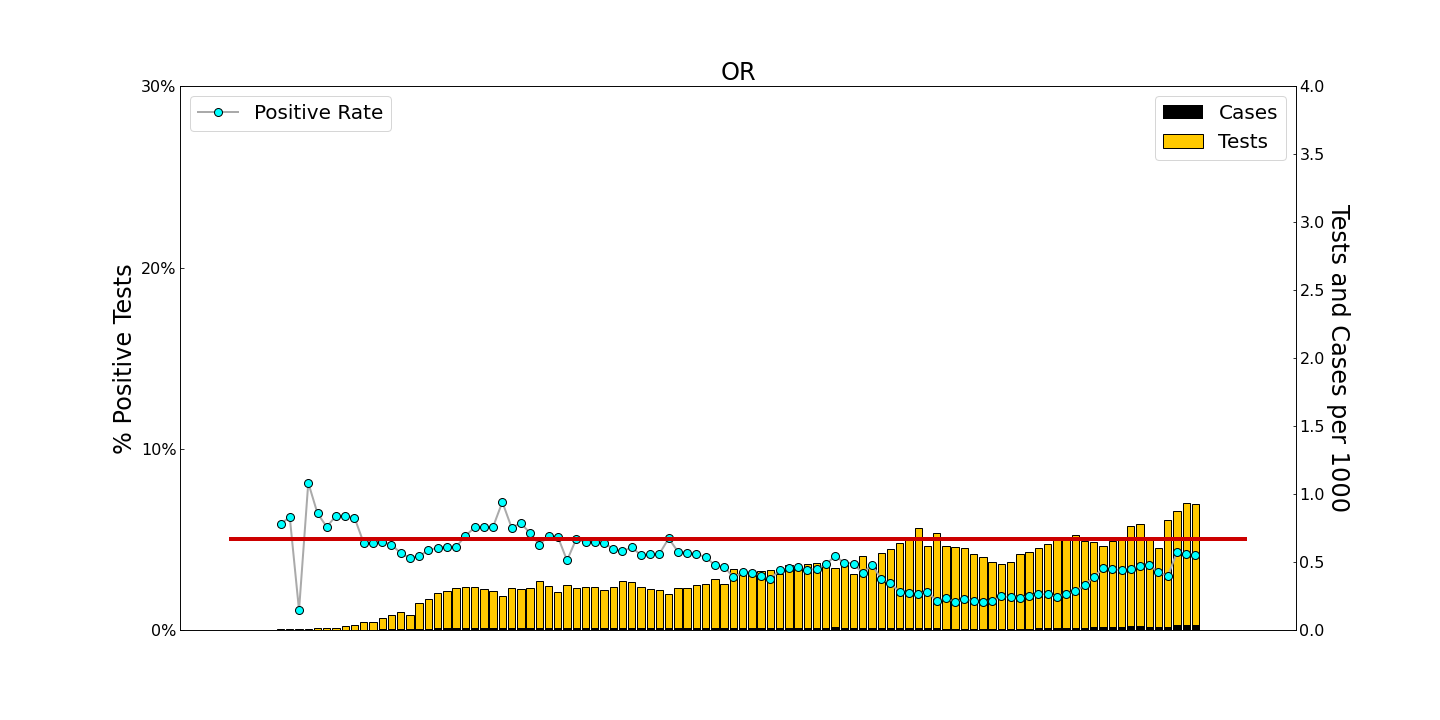 OR
Positive Rate
Cases
Tests
% Positive Tests
30%
20%
10%
0%
4.0
3.5
3.0
2.5
2.0
1.5
1.0
0.5
0.0
Tests and Cases per 1000